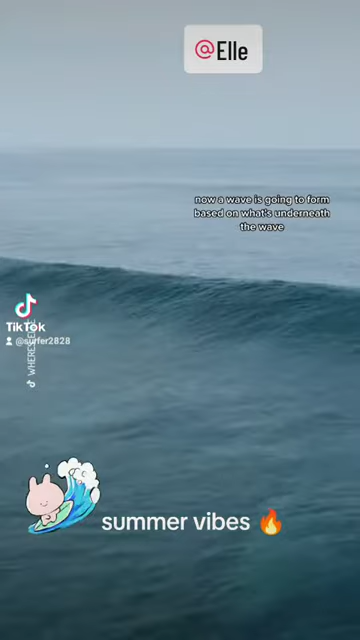 @Elle
now a wave is going to form
based on what's underneath
the wave
TikTok
@surfer2828
summer vibes 🔥